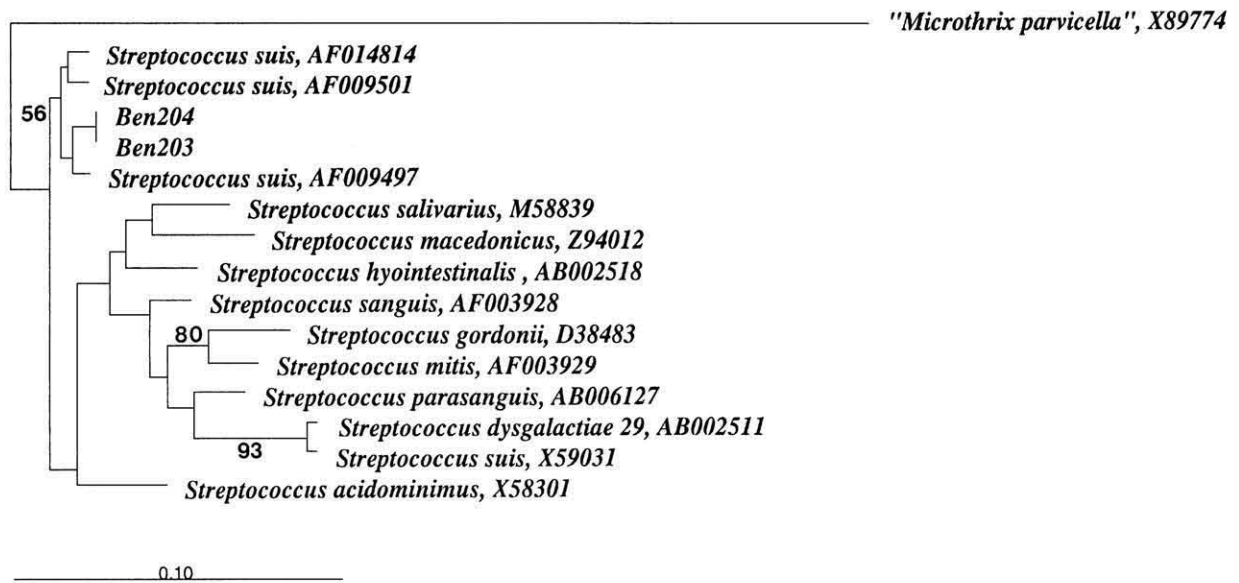 "Microthrix parvicella", X89774
Streptococcus suis, AF014814
Streptococcus suis, AF009501
56
Ben204
Ben203
Streptococcus suis, AF009497
Streptococcus salivarius, M58839
Streptococcus macedonicus, Z94012
Streptococcus hyointestinalis , AB002518
Streptococcus sanguis, AF003928
80
Streptococcus gordonii, D38483
Streptococcus mitis, AF003929
Streptococcus parasanguis, AB006127
Streptococcus dysgalactiae 29, AB002511
93
Streptococcus suis, X59031
Streptococcus acidominimus, X58301
0.10